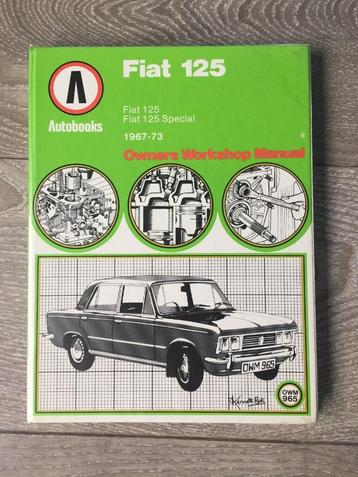 Fiat 125
Autobooks
Fiat 125
Fiat 125 Special
1967-73
Owners Workshop Manual
OWM 965
OWM
965